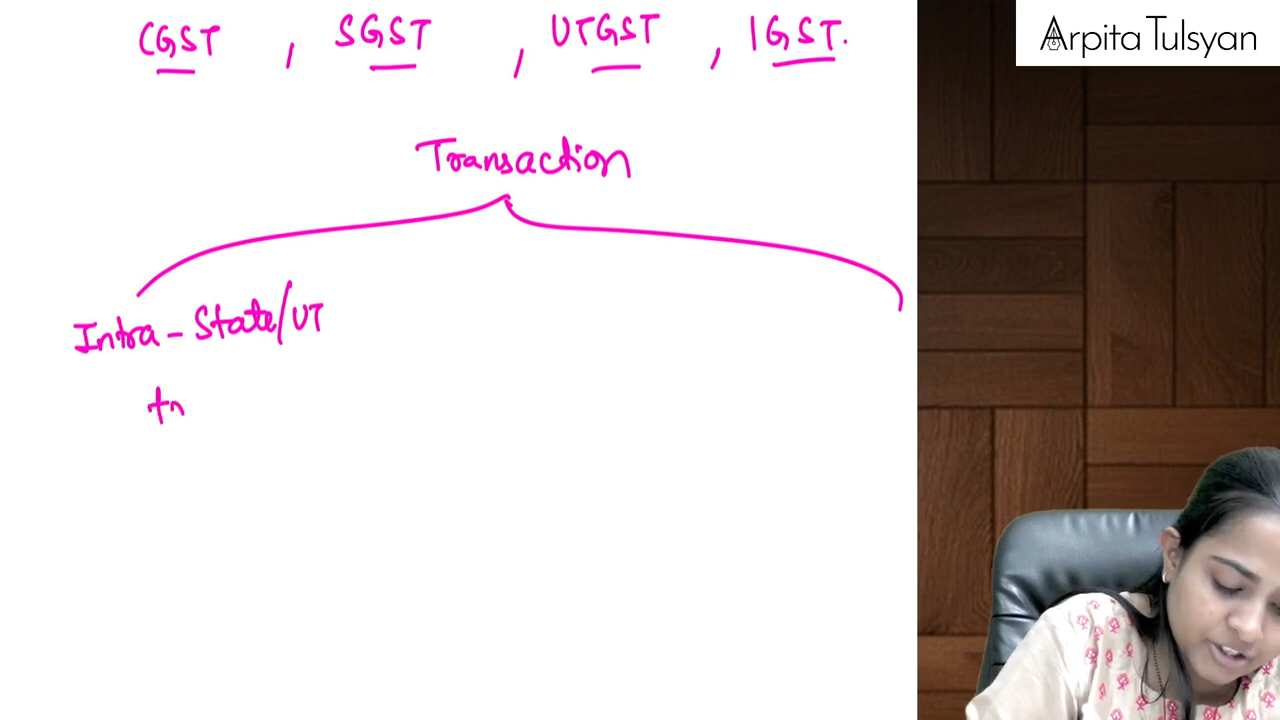 CGST , SGST , UTGST , IGST.
Arpita Tulsyan
Transaction
Intra - State/UT